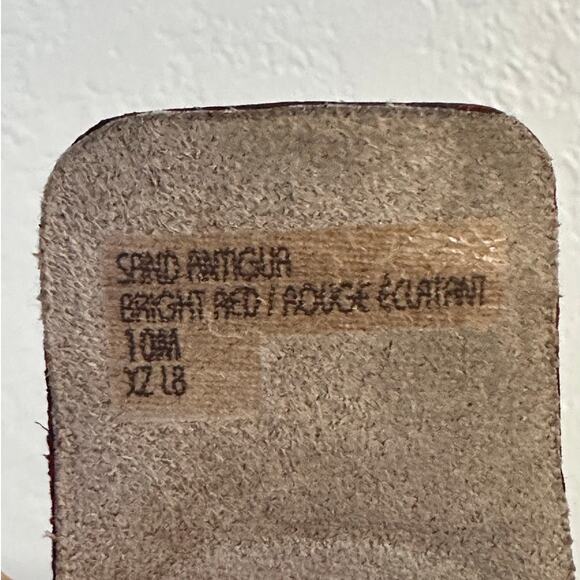 SAND ANTIGUA
BRIGHT RED / ROUGE ÉCLATANT
10M
XZ L8